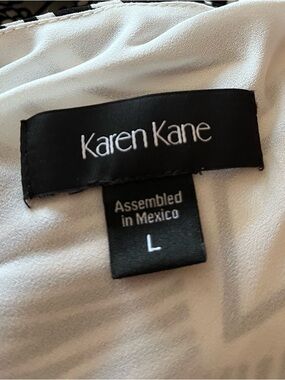 Karen Kane
Assembled
in Mexico
L